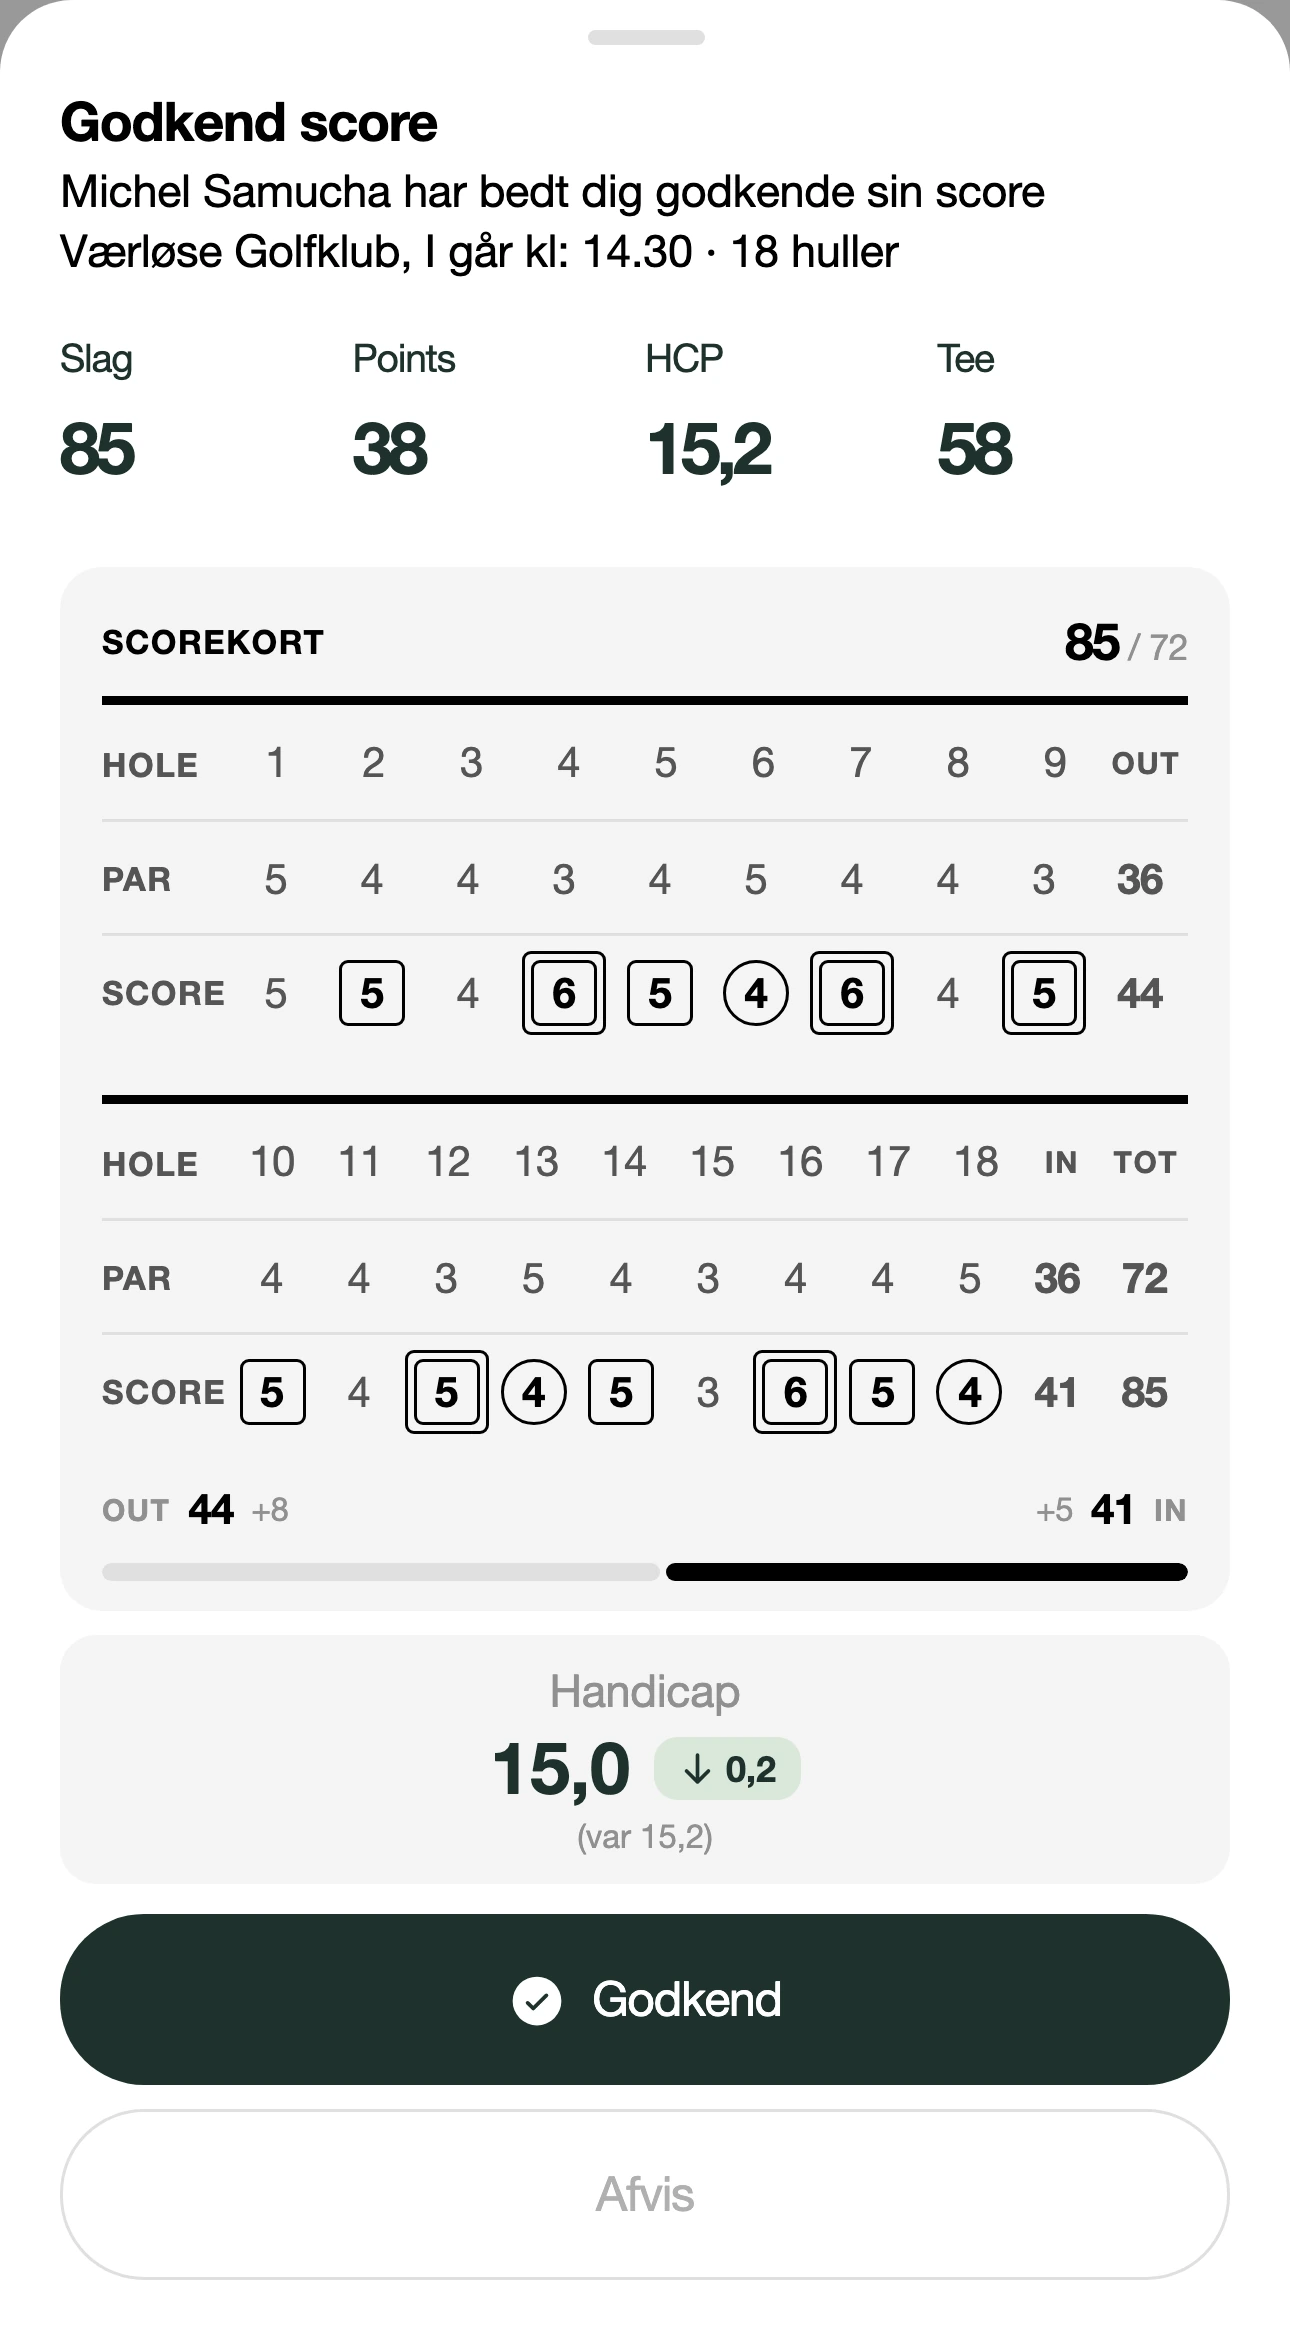 Godkend score
Michel Samucha har bedt dig godkende sin score
Værløse Golfklub, I går kl: 14.30 · 18 huller
Slag Points HCP Tee
85 38 15,2 58
SCOREKORT 85 / 72
HOLE 1 2 3 4 5 6 7 8 9 OUT
PAR 5 4 4 3 4 5 4 4 3 36
SCORE 5 5 4 6 5 4 6 4 5 44
HOLE 10 11 12 13 14 15 16 17 18 IN TOT
PAR 4 4 3 5 4 3 4 4 5 36 72
SCORE 5 4 5 4 5 3 6 5 4 41 85
OUT 44 +8 +5 41 IN
Handicap
15,0 ↓ 0,2
(var 15,2)
Godkend
Afvis